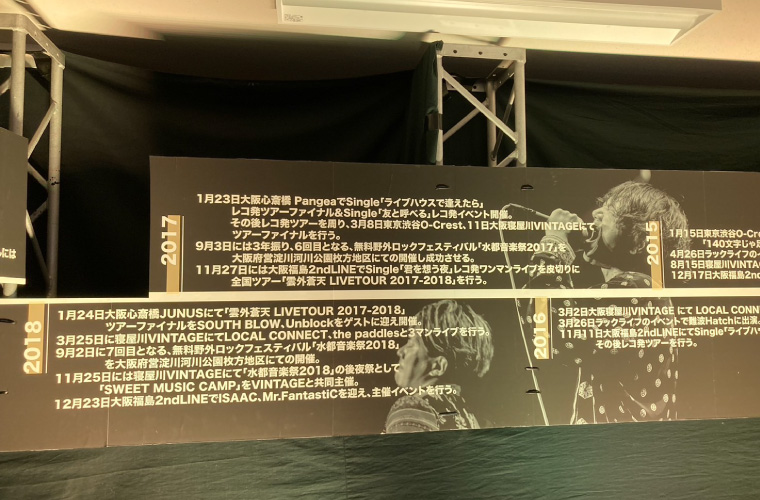 2017
1月23日大阪心斎橋 PangeaでSingle「ライブハウスで逢えたら」
レコ発ツアーファイナル&Single「友と呼べる」レコ発イベント開催。
その後レコ発ツアーを周り、3月8日東京渋谷O-Crest、11日大阪寝屋川VINTAGEにて
ツアーファイナルを行う。
9月3日には3年振り、6回目となる、無料野外ロックフェスティバル「水都音楽祭2017」を
大阪府営淀川河川公園枚方地区にての開催し成功させる。
11月27日には大阪福島2ndLINEでSingle「君を想う夜」レコ発ワンマンライブを皮切りに
全国ツアー「雲外蒼天 LIVETOUR 2017-2018」を行う。
2015
1月15日東京渋谷O-Cre
「140文字じゃ足
4月26日ラックライフの
8月15日寝屋川VINTAG
12月17日大阪福島2n
2018
1月24日大阪心斎橋JUNUSにて「雲外蒼天 LIVETOUR 2017-2018」
ツアーファイナルをSOUTH BLOW、Unblockをゲストに迎え開催。
3月25日に寝屋川VINTAGEにてLOCAL CONNECT、the paddlesと3マンライブを行う。
9月2日に7回目となる、無料野外ロックフェスティバル「水都音楽祭2018」
を大阪府営淀川河川公園枚方地区にての開催。
11月25日には寝屋川VINTAGEにて「水都音楽祭2018」の後夜祭として
「SWEET MUSIC CAMP」をVINTAGEと共同主催。
12月23日大阪福島2ndLINEでISAAC、Mr.FantastiCを迎え、主催イベントを行う。
2016
3月2日大阪寝屋川VINTAGE にて LOCAL CONN
3月26日ラックライフのイベントで難波Hatchに出演。
11月11日大阪福島2ndLINEにてSingle「ライブハ
その後レコ発ツアーを行う。